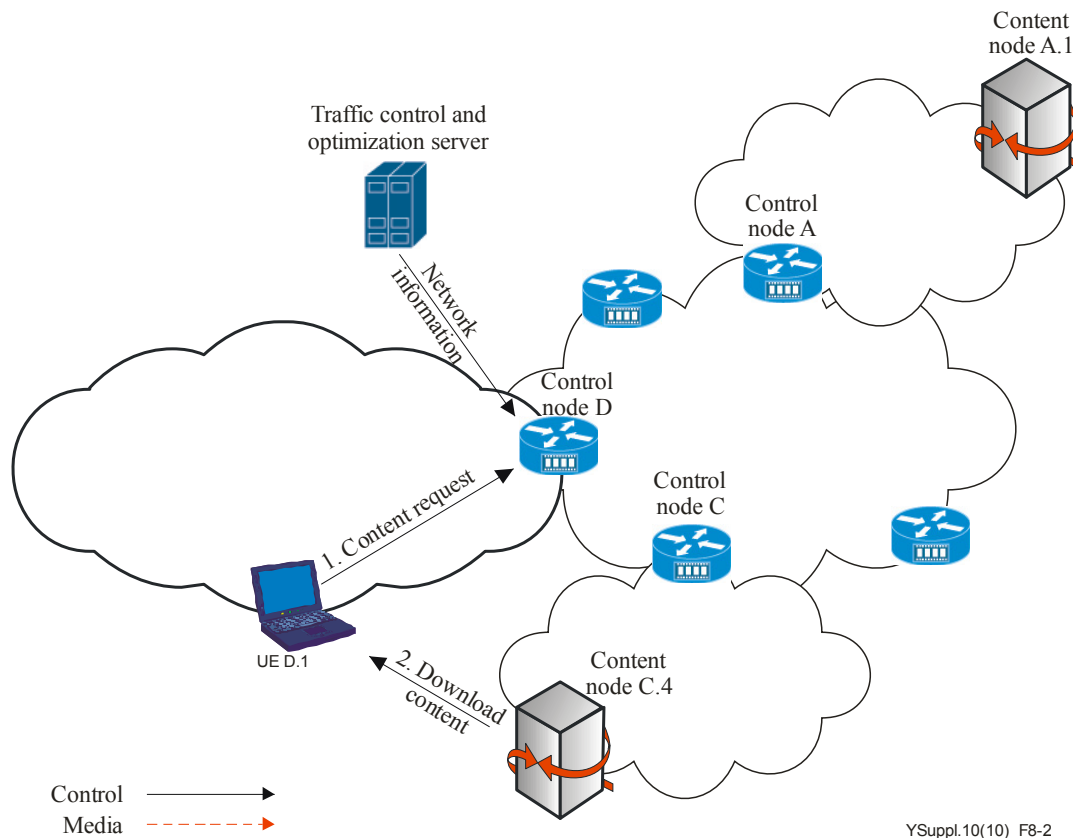 Content
node A.1
Traffic control and
optimization server
Control
node A
Network
information
Control
node D
Control
node C
1. Content request
UE D.1
2. Download
content
Content
node C.4
Control
Media
YSuppl.10(10)_F8-2